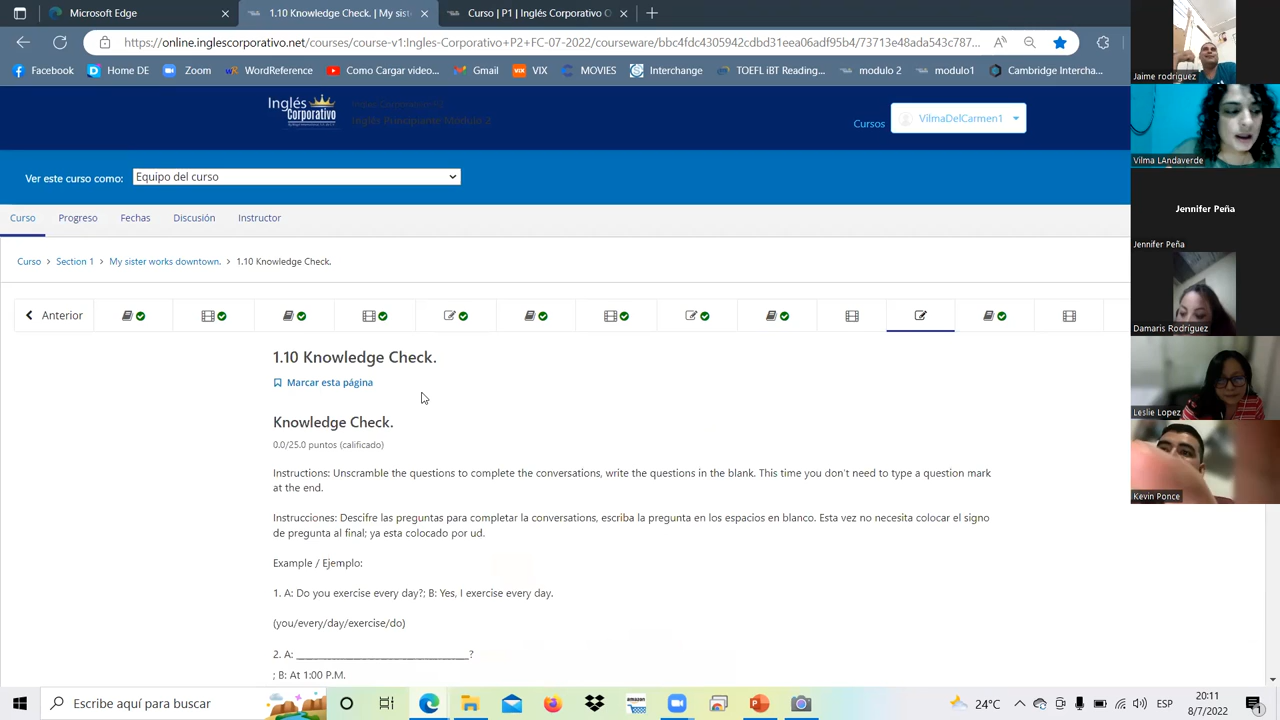 Microsoft Edge
1.10 Knowledge Check. | My sist
Curso | P1 | Inglés Corporativo O
https://online.inglescorporativo.net/courses/course-v1:Ingles-Corporativo+P2+FC-07-2022/courseware/bbc4fdc4305942cdbd31eea06adf95b4/73713e48ada543c787...
Facebook
Home DE
Zoom
WordReference
Como Cargar video...
Gmail
VIX
MOVIES
Interchange
TOEFL iBT Reading...
modulo 2
modulo1
Cambridge Intercha...
Inglés Corporativo
Inglés Principiante Modulo 2
Cursos
VilmaDelCarmen1
Ver este curso como:
Equipo del curso
Curso
Progreso
Fechas
Discusión
Instructor
Curso > Section 1 > My sister works downtown. > 1.10 Knowledge Check.
Anterior
1.10 Knowledge Check.
Marcar esta página
Knowledge Check.
0.0/25.0 puntos (calificado)
Instructions: Unscramble the questions to complete the conversations, write the questions in the blank. This time you don't need to type a question mark
at the end.
Instrucciones: Descifre las preguntas para completar la conversations, escriba la pregunta en los espacios en blanco. Esta vez no necesita colocar el signo
de pregunta al final; ya esta colocado por ud.
Example / Ejemplo:
1. A: Do you exercise every day?; B: Yes, I exercise every day.
(you/every/day/exercise/do)
2. A: ___________________________________?
; B: At 1:00 P.M.
Jaime rodriguez
Vilma LAndaverde
Jennifer Peña
Jennifer Peña
Damaris Rodríguez
Leslie Lopez
Kevin Ponce
Escribe aquí para buscar
24°C
ESP
20:11
8/7/2022
1